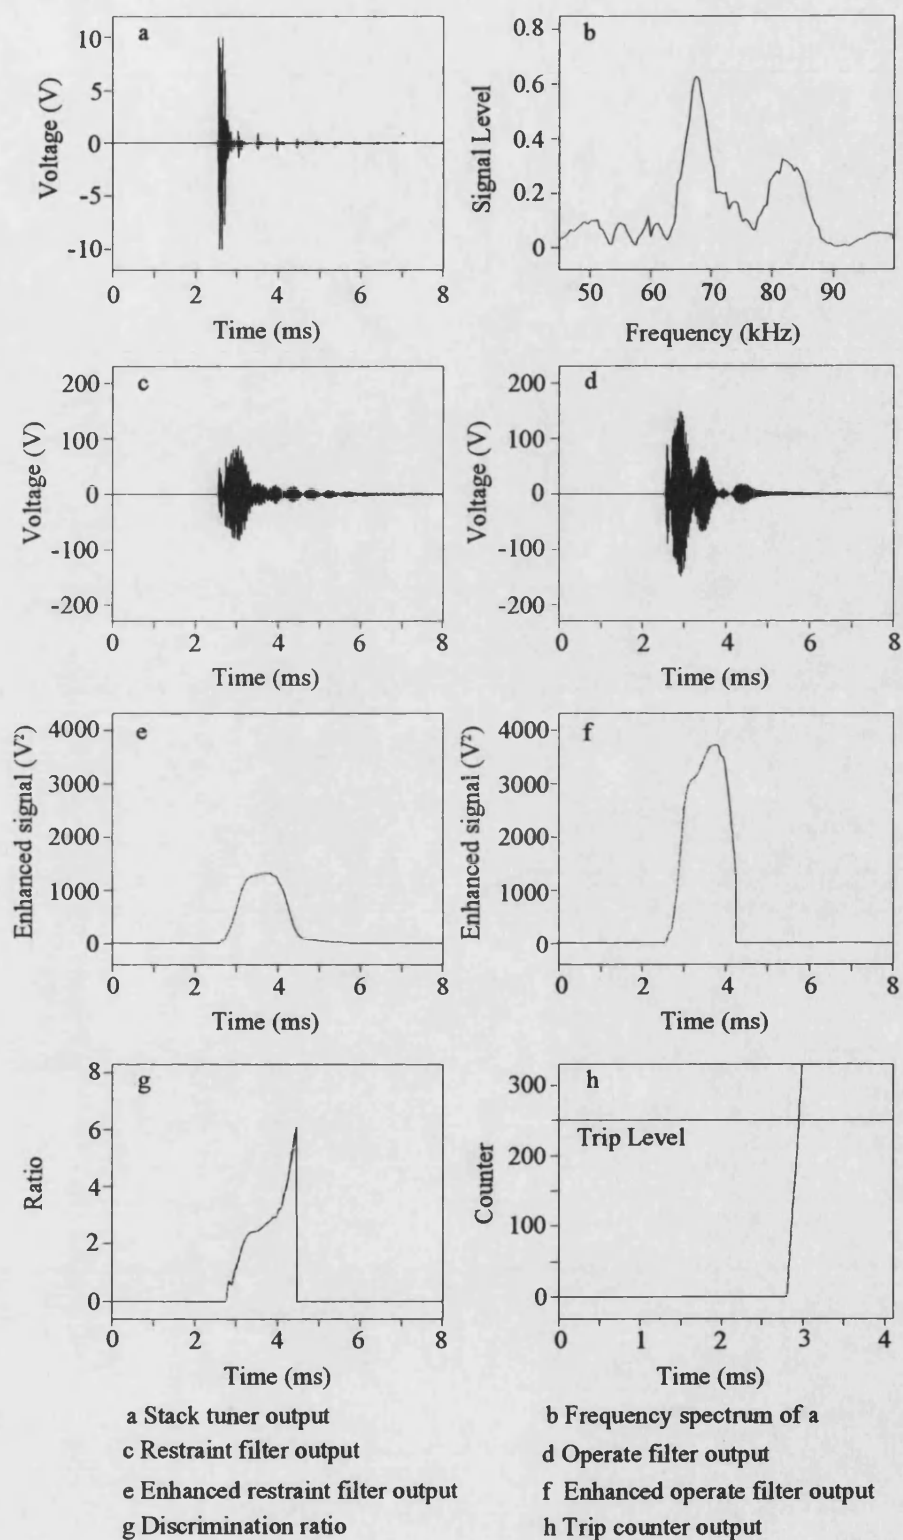 a
10
5
0
-5
-10
Voltage (V)
0 2 4 6 8
Time (ms)
b
0.8
0.6
0.4
0.2
0
Signal Level
50 60 70 80 90
Frequency (kHz)
c
200
100
0
-100
-200
Voltage (V)
0 2 4 6 8
Time (ms)
d
200
100
0
-100
-200
Voltage (V)
0 2 4 6 8
Time (ms)
e
4000
3000
2000
1000
0
Enhanced signal (V²)
0 2 4 6 8
Time (ms)
f
4000
3000
2000
1000
0
Enhanced signal (V²)
0 2 4 6 8
Time (ms)
g
8
6
4
2
0
Ratio
0 2 4 6 8
Time (ms)
h
300
200
100
0
Trip Level
Counter
0 1 2 3 4
Time (ms)
a Stack tuner output
b Frequency spectrum of a
c Restraint filter output
d Operate filter output
e Enhanced restraint filter output
f Enhanced operate filter output
g Discrimination ratio
h Trip counter output